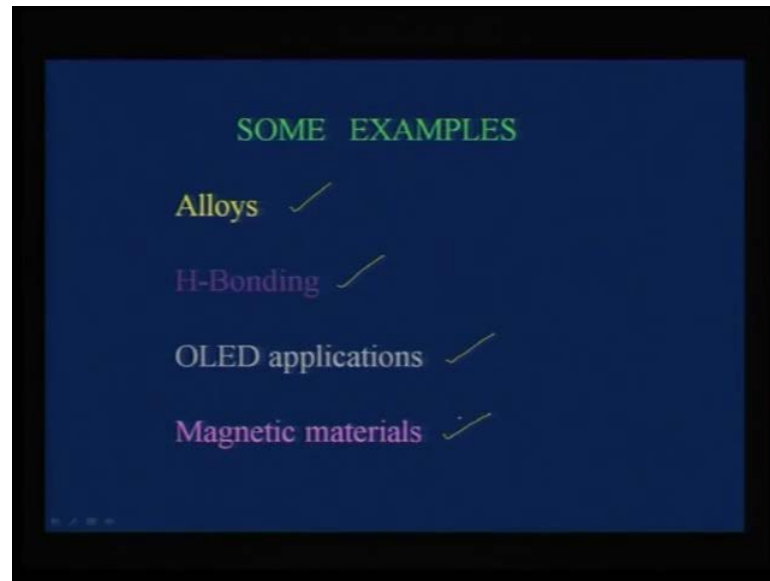 SOME EXAMPLES
Alloys
H-Bonding
OLED applications
Magnetic materials